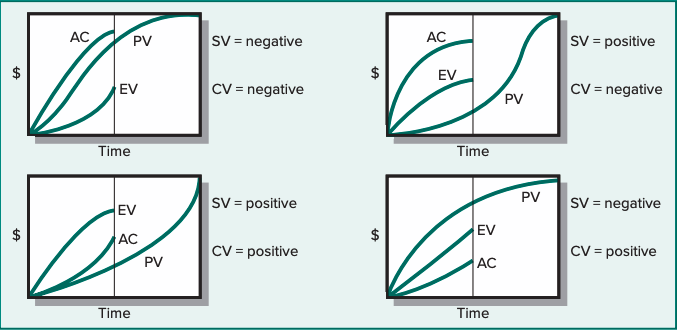 AC
PV
EV
$
Time
SV = negative
CV = negative
AC
EV
PV
$
Time
SV = positive
CV = negative
EV
AC
PV
$
Time
SV = positive
CV = positive
PV
EV
AC
$
Time
SV = negative
CV = positive